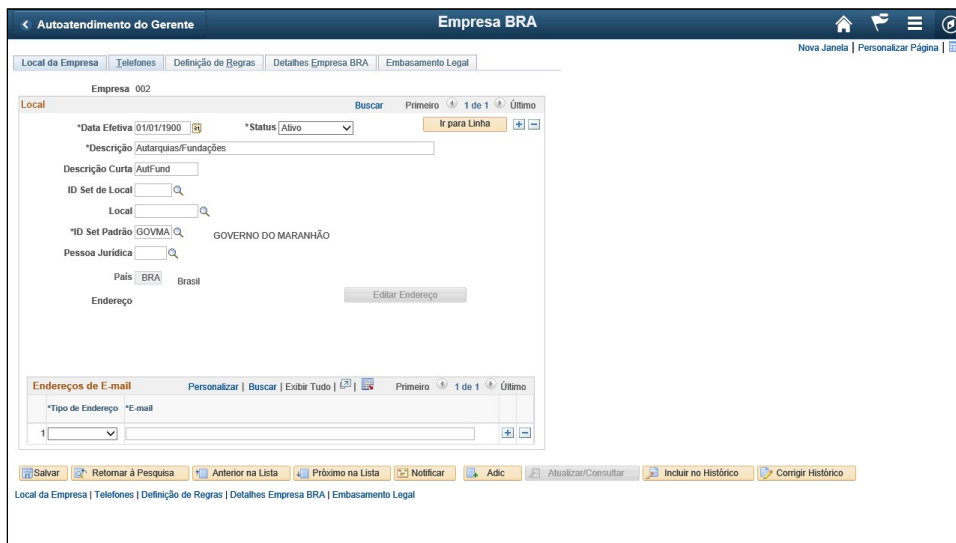 Autoatendimento do Gerente Empresa BRA
Nova Janela | Personalizar Página |
Local da Empresa Telefones Definição de Regras Detalhes Empresa BRA Embasamento Legal
Empresa 002
Local Buscar Primeiro 1 de 1 Último
*Data Efetiva 01/01/1900 *Status Ativo Ir para Linha
*Descrição Autarquias/Fundações
Descrição Curta AutFund
ID Set de Local
Local
*ID Set Padrão GOVMA GOVERNO DO MARANHÃO
Pessoa Jurídica
País BRA Brasil
Editar Endereço
Endereço
Endereços de E-mail Personalizar | Buscar | Exibir Tudo | | Primeiro 1 de 1 Último
*Tipo de Endereço *E-mail
1
Salvar Retornar à Pesquisa Anterior na Lista Próximo na Lista Notificar Adic Atualizar/Consultar Incluir no Histórico Corrigir Histórico
Local da Empresa | Telefones | Definição de Regras | Detalhes Empresa BRA | Embasamento Legal